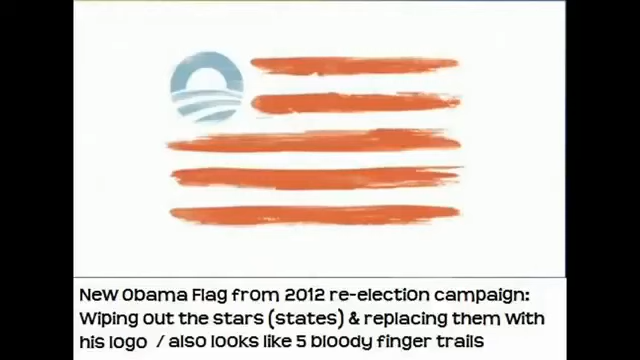 New Obama Flag from 2012 re-election campaign:
Wiping out the stars (states) & replacing them with
his logo / also looks like 5 bloody finger trails